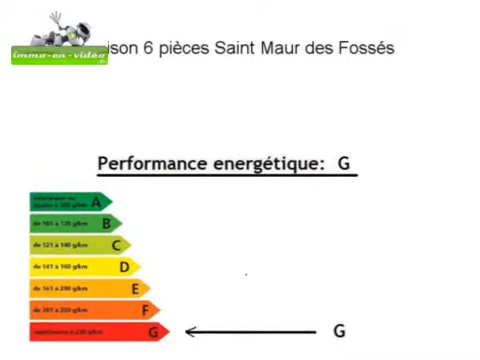 ison 6 pièces Saint Maur des Fossés
immo-en-vidéo
Performance energétique: G
A
de 101 à 120 g/km B
de 121 à 140 g/km C
de 141 à 160 g/km D
de 161 à 200 g/km E
de 201 à 250 g/km F
G
G